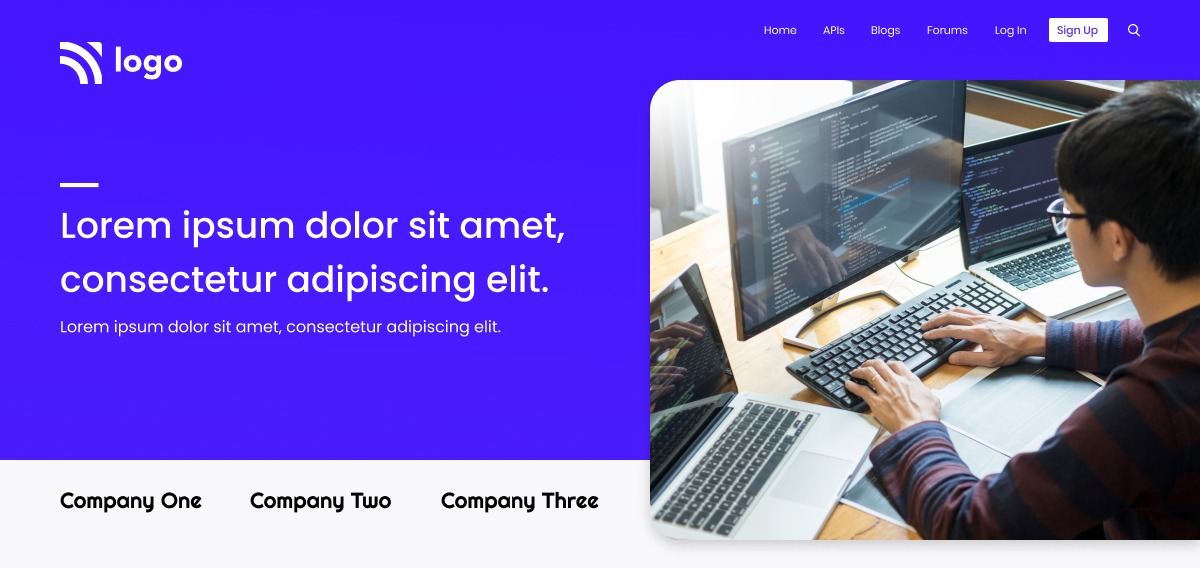 Home APIs Blogs Forums Log In Sign Up
logo
Lorem ipsum dolor sit amet,
consectetur adipiscing elit.
Lorem ipsum dolor sit amet, consectetur adipiscing elit.
Company One Company Two Company Three